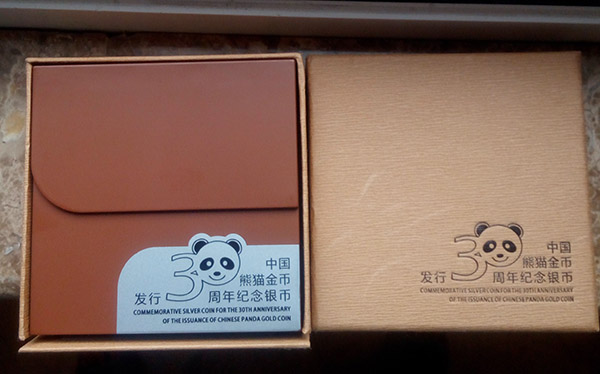 中国
熊猫金币
发行30周年纪念银币
COMMEMORATIVE SILVER COIN FOR THE 30TH ANNIVERSARY
OF THE ISSUANCE OF CHINESE PANDA GOLD COIN
中国
熊猫金币
发行30周年纪念银币
COMMEMORATIVE SILVER COIN FOR THE 30TH ANNIVERSARY
OF THE ISSUANCE OF CHINESE PANDA GOLD COIN